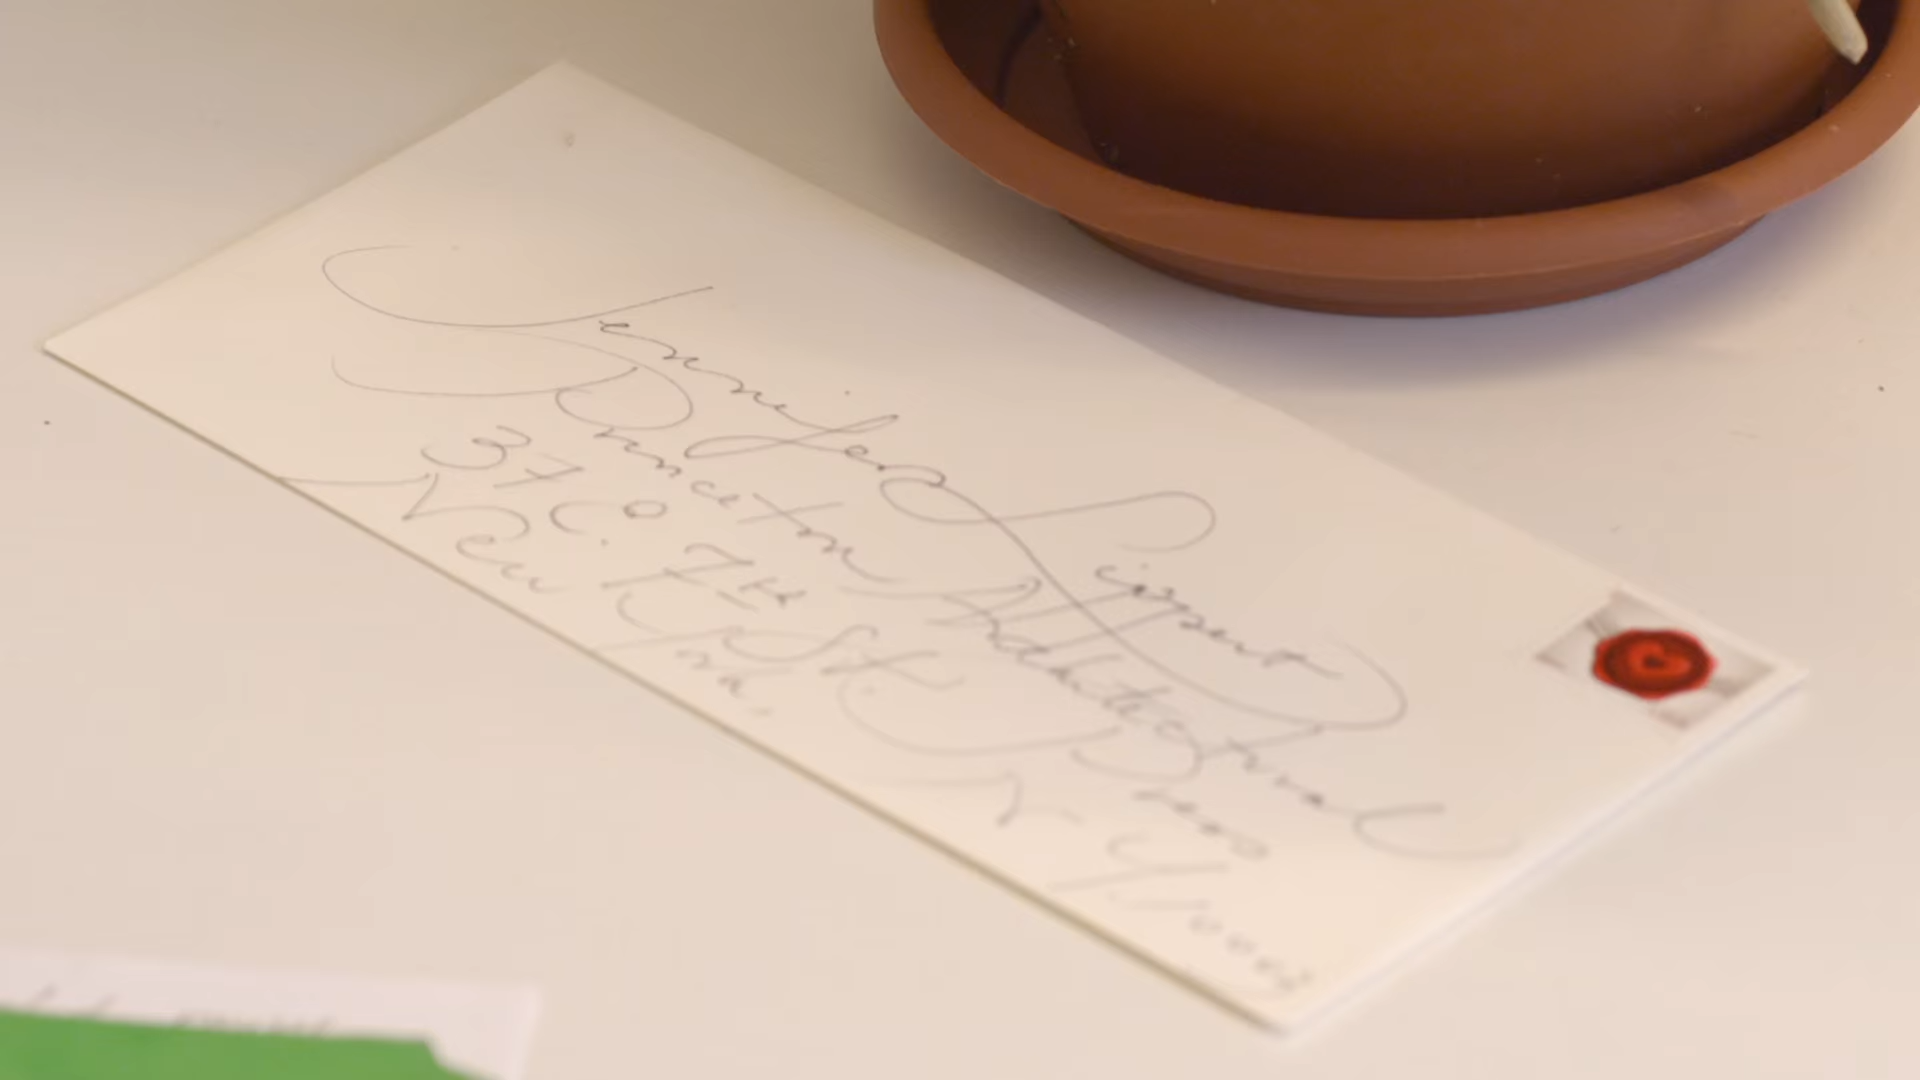 Jennifer Lippert
Princeton Architectural Press
37 E. 7th St.
New York, N.Y. 10003